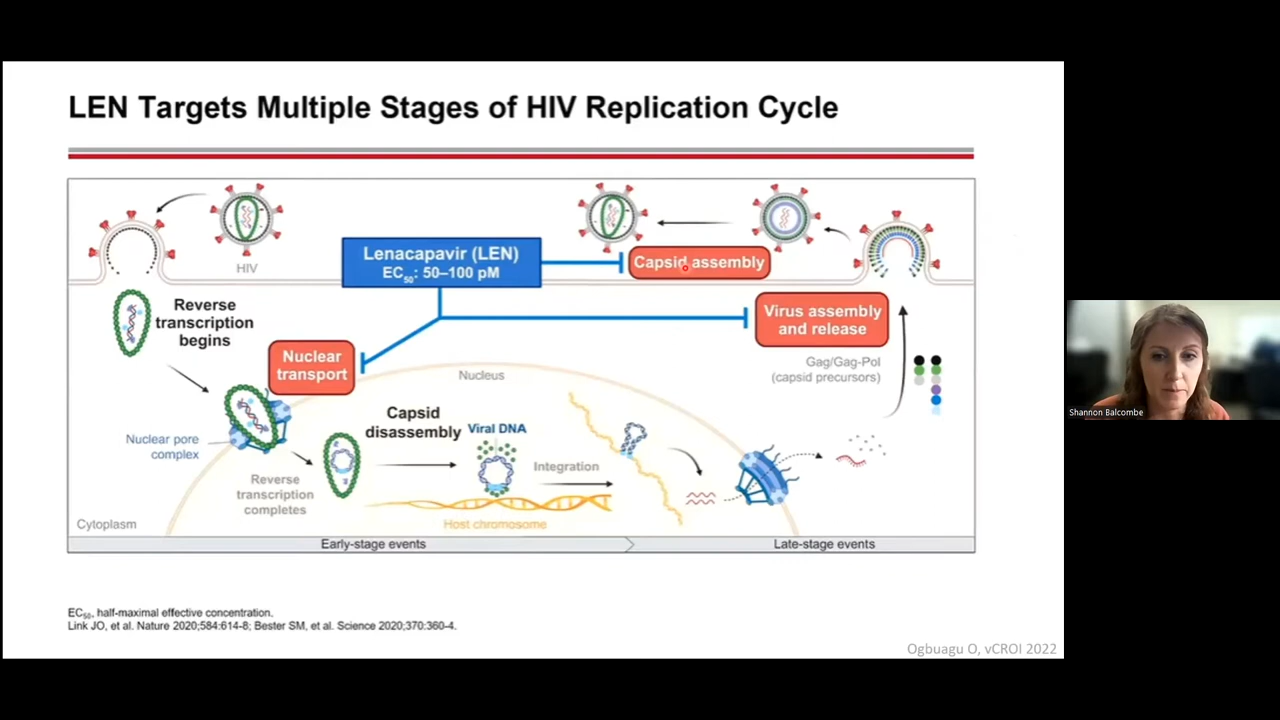 LEN Targets Multiple Stages of HIV Replication Cycle
HIV
Lenacapavir (LEN)
EC50: 50–100 pM
Capsid assembly
Reverse
transcription
begins
Virus assembly
and release
Nuclear
transport
Gag/Gag-Pol
(capsid precursors)
Nucleus
Capsid
disassembly
Viral DNA
Nuclear pore
complex
Integration
Reverse
transcription
completes
Cytoplasm
Host chromosome
Early-stage events
Late-stage events
EC50, half-maximal effective concentration.
Link JO, et al. Nature 2020;584:614-8; Bester SM, et al. Science 2020;370:360-4.
Ogbuagu O, vCROI 2022
Shannon Balcombe